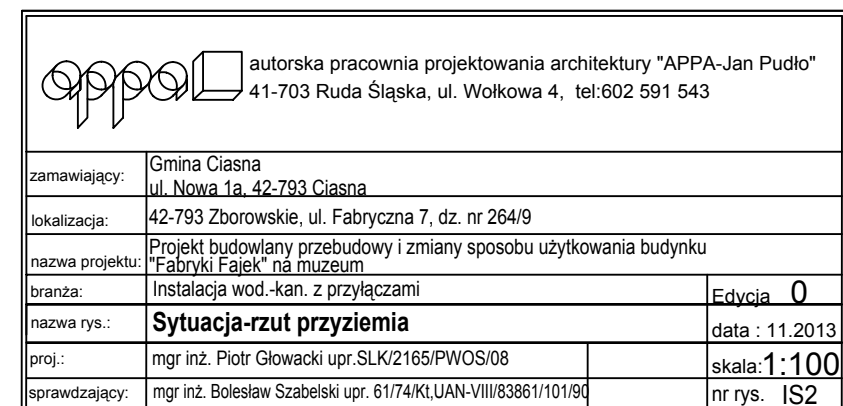 appa
autorska pracownia projektowania architektury "APPA-Jan Pudło"
41-703 Ruda Śląska, ul. Wołkowa 4, tel:602 591 543
zamawiający: Gmina Ciasna
ul. Nowa 1a, 42-793 Ciasna
lokalizacja: 42-793 Zborowskie, ul. Fabryczna 7, dz. nr 264/9
nazwa projektu: Projekt budowlany przebudowy i zmiany sposobu użytkowania budynku
"Fabryki Fajek" na muzeum
branża: Instalacja wod.-kan. z przyłączami Edycja 0
nazwa rys.: Sytuacja-rzut przyziemia data : 11.2013
proj.: mgr inż. Piotr Głowacki upr.SLK/2165/PWOS/08 skala:1:100
sprawdzający: mgr inż. Bolesław Szabelski upr. 61/74/Kt,UAN-VIII/83861/101/90 nr rys. IS2